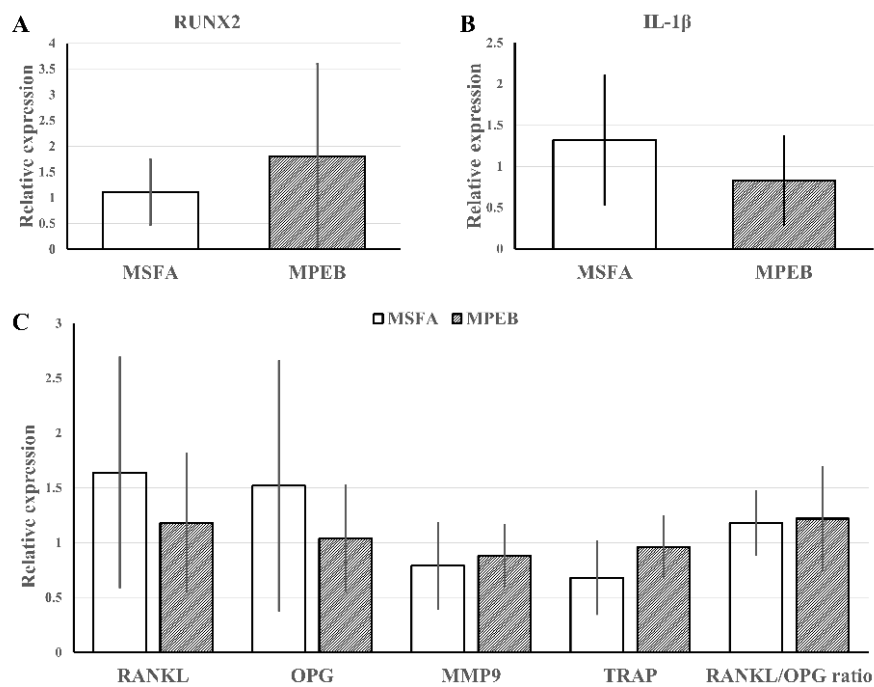 A
RUNX2
Relative expression
4
3.5
3
2.5
2
1.5
1
0.5
0
MSFA MPEB
B
IL-1β
Relative expression
2.5
2
1.5
1
0.5
0
MSFA MPEB
C
MSFA MPEB
Relative expression
3
2.5
2
1.5
1
0.5
0
RANKL OPG MMP9 TRAP RANKL/OPG ratio